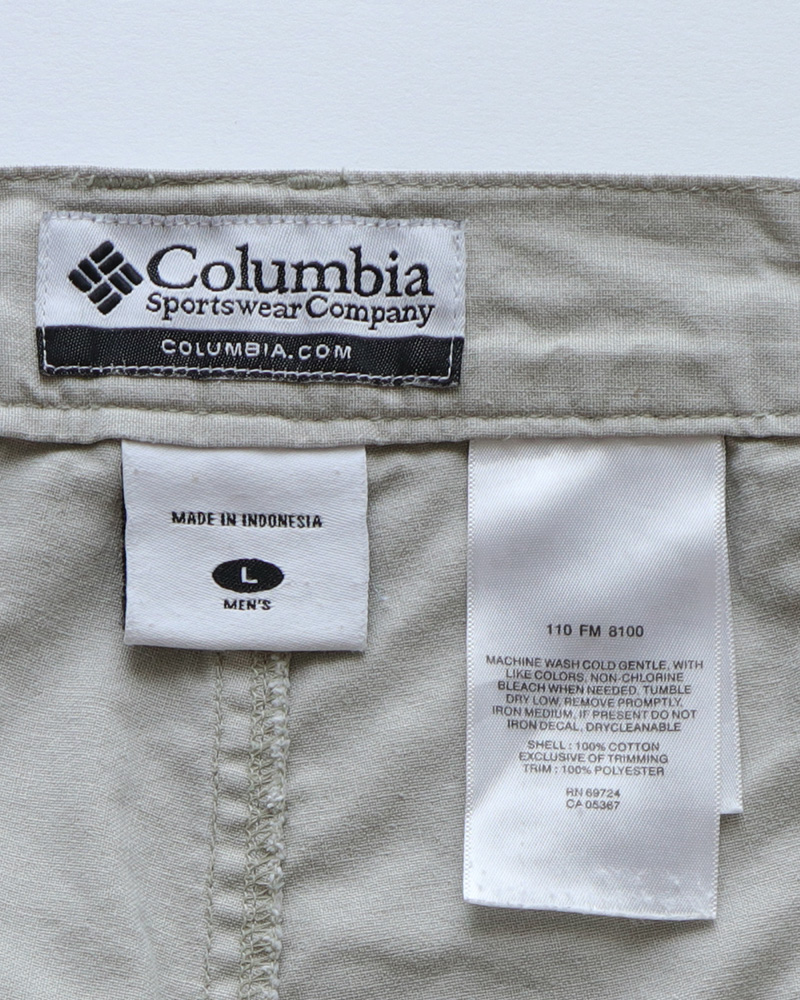 Columbia
Sportswear Company
COLUMBIA.COM
MADE IN INDONESIA
L
MEN'S
110 FM 8100
MACHINE WASH COLD GENTLE, WITH
LIKE COLORS, NON-CHLORINE
BLEACH WHEN NEEDED, TUMBLE
DRY LOW, REMOVE PROMPTLY,
IRON MEDIUM, IF PRESENT DO NOT
IRON DECAL, DRYCLEANABLE
SHELL : 100% COTTON
EXCLUSIVE OF TRIMMING
TRIM : 100% POLYESTER
RN 69724
CA 05367